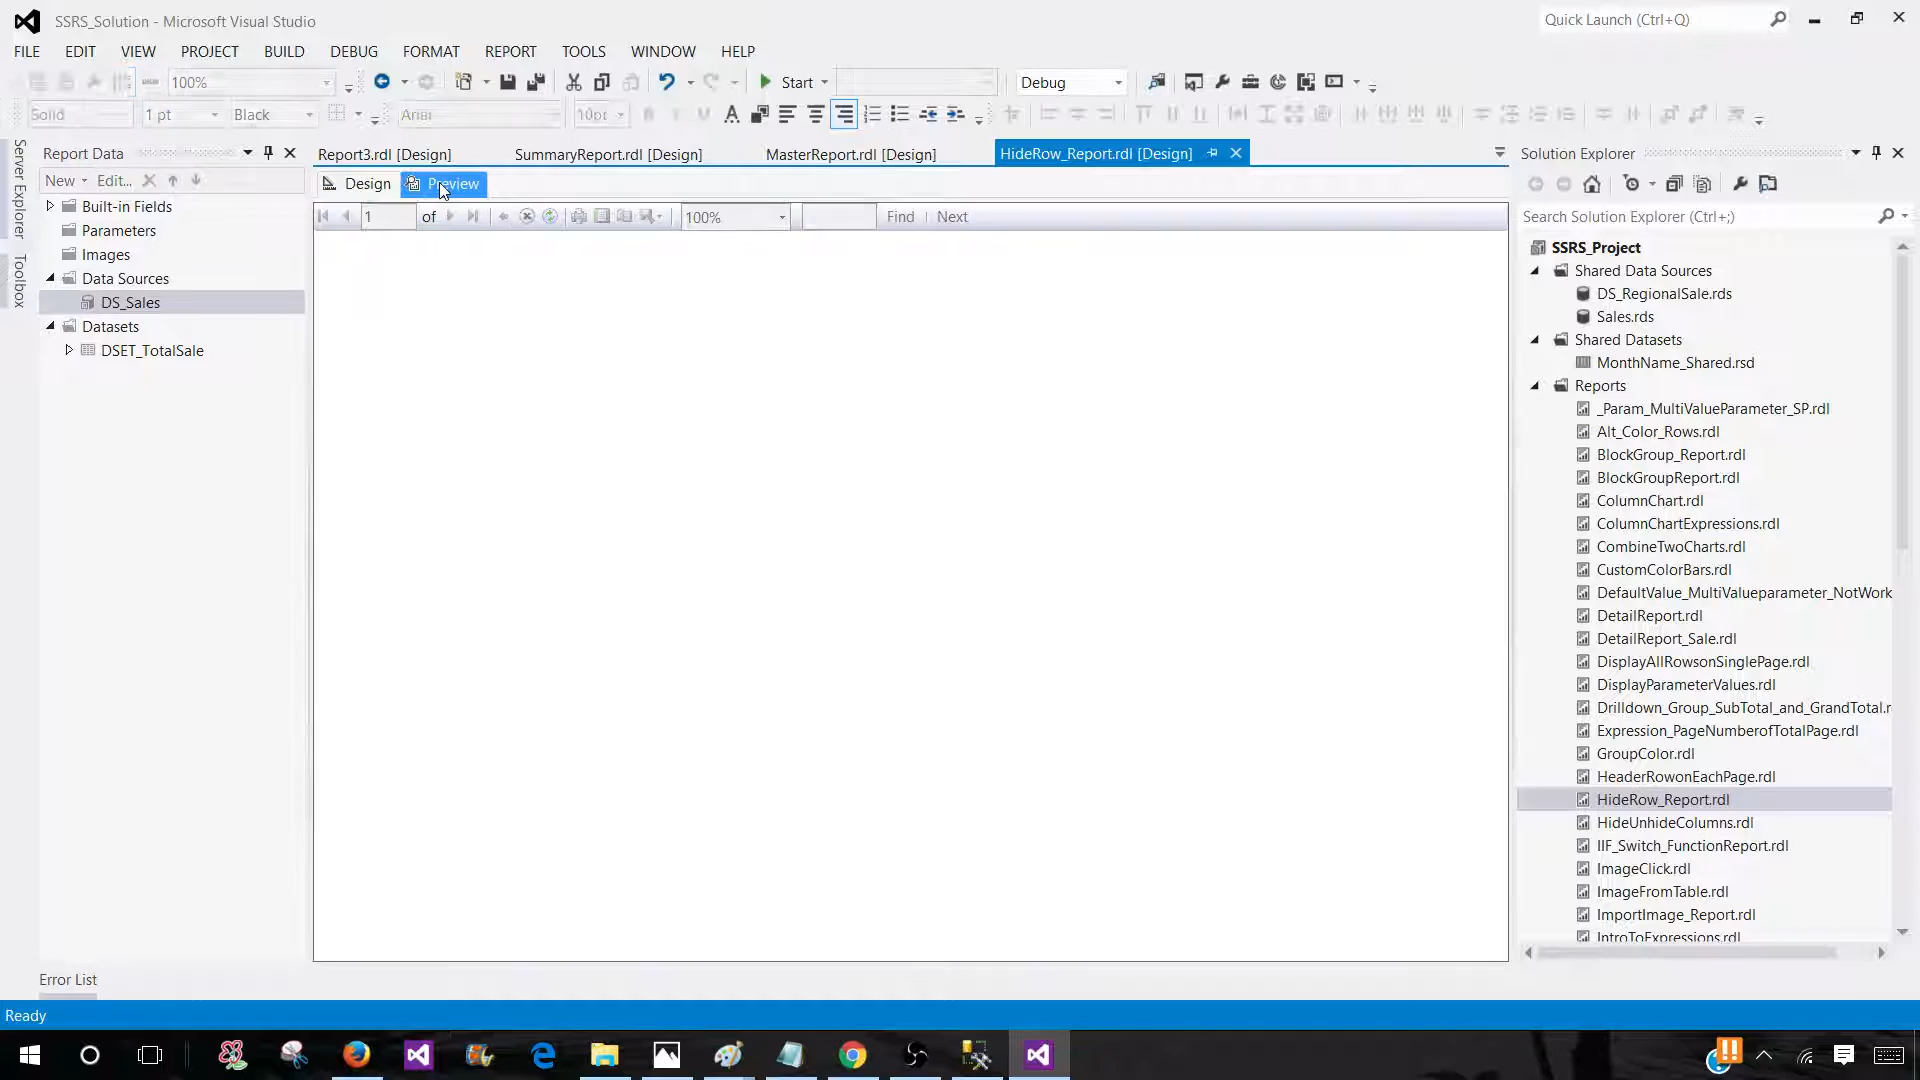 SSRS_Solution - Microsoft Visual Studio
Quick Launch (Ctrl+Q)
FILE EDIT VIEW PROJECT BUILD DEBUG FORMAT REPORT TOOLS WINDOW HELP
100% Start Debug
Solid 1 pt Black Arial 10pt
Server Explorer
Toolbox
Report Data
New Edit...
Built-in Fields
Parameters
Images
Data Sources
DS_Sales
Datasets
DSET_TotalSale
Report3.rdl [Design] SummaryReport.rdl [Design] MasterReport.rdl [Design] HideRow_Report.rdl [Design]
Design Preview
1 of 100% Find | Next
Solution Explorer
Search Solution Explorer (Ctrl+;)
SSRS_Project
Shared Data Sources
DS_RegionalSale.rds
Sales.rds
Shared Datasets
MonthName_Shared.rsd
Reports
_Param_MultiValueParameter_SP.rdl
Alt_Color_Rows.rdl
BlockGroup_Report.rdl
BlockGroupReport.rdl
ColumnChart.rdl
ColumnChartExpressions.rdl
CombineTwoCharts.rdl
CustomColorBars.rdl
DefaultValue_MultiValueparameter_NotWork
DetailReport.rdl
DetailReport_Sale.rdl
DisplayAllRowsonSinglePage.rdl
DisplayParameterValues.rdl
Drilldown_Group_SubTotal_and_GrandTotal.r
Expression_PageNumberofTotalPage.rdl
GroupColor.rdl
HeaderRowonEachPage.rdl
HideRow_Report.rdl
HideUnhideColumns.rdl
IIF_Switch_FunctionReport.rdl
ImageClick.rdl
ImageFromTable.rdl
ImportImage_Report.rdl
IntroToExpressions.rdl
Error List
Ready